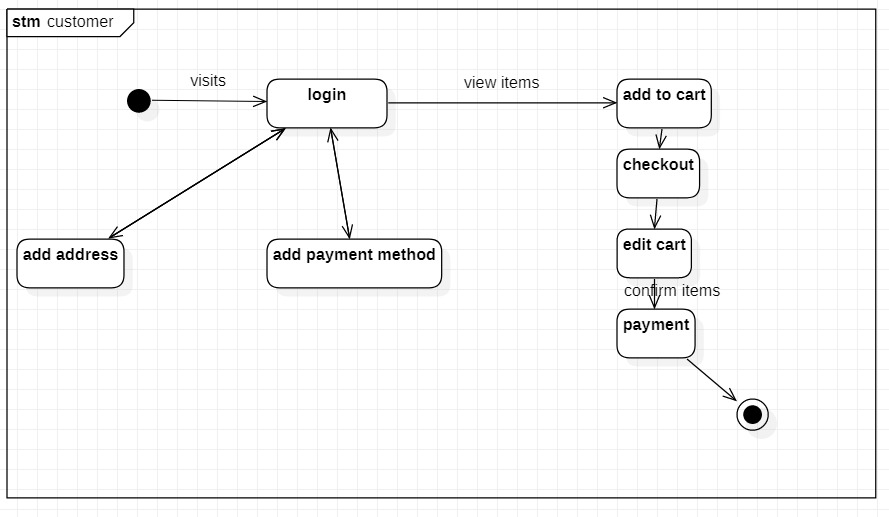 stm customer
visits
login
view items
add to cart
checkout
add address
add payment method
edit cart
confirm items
payment